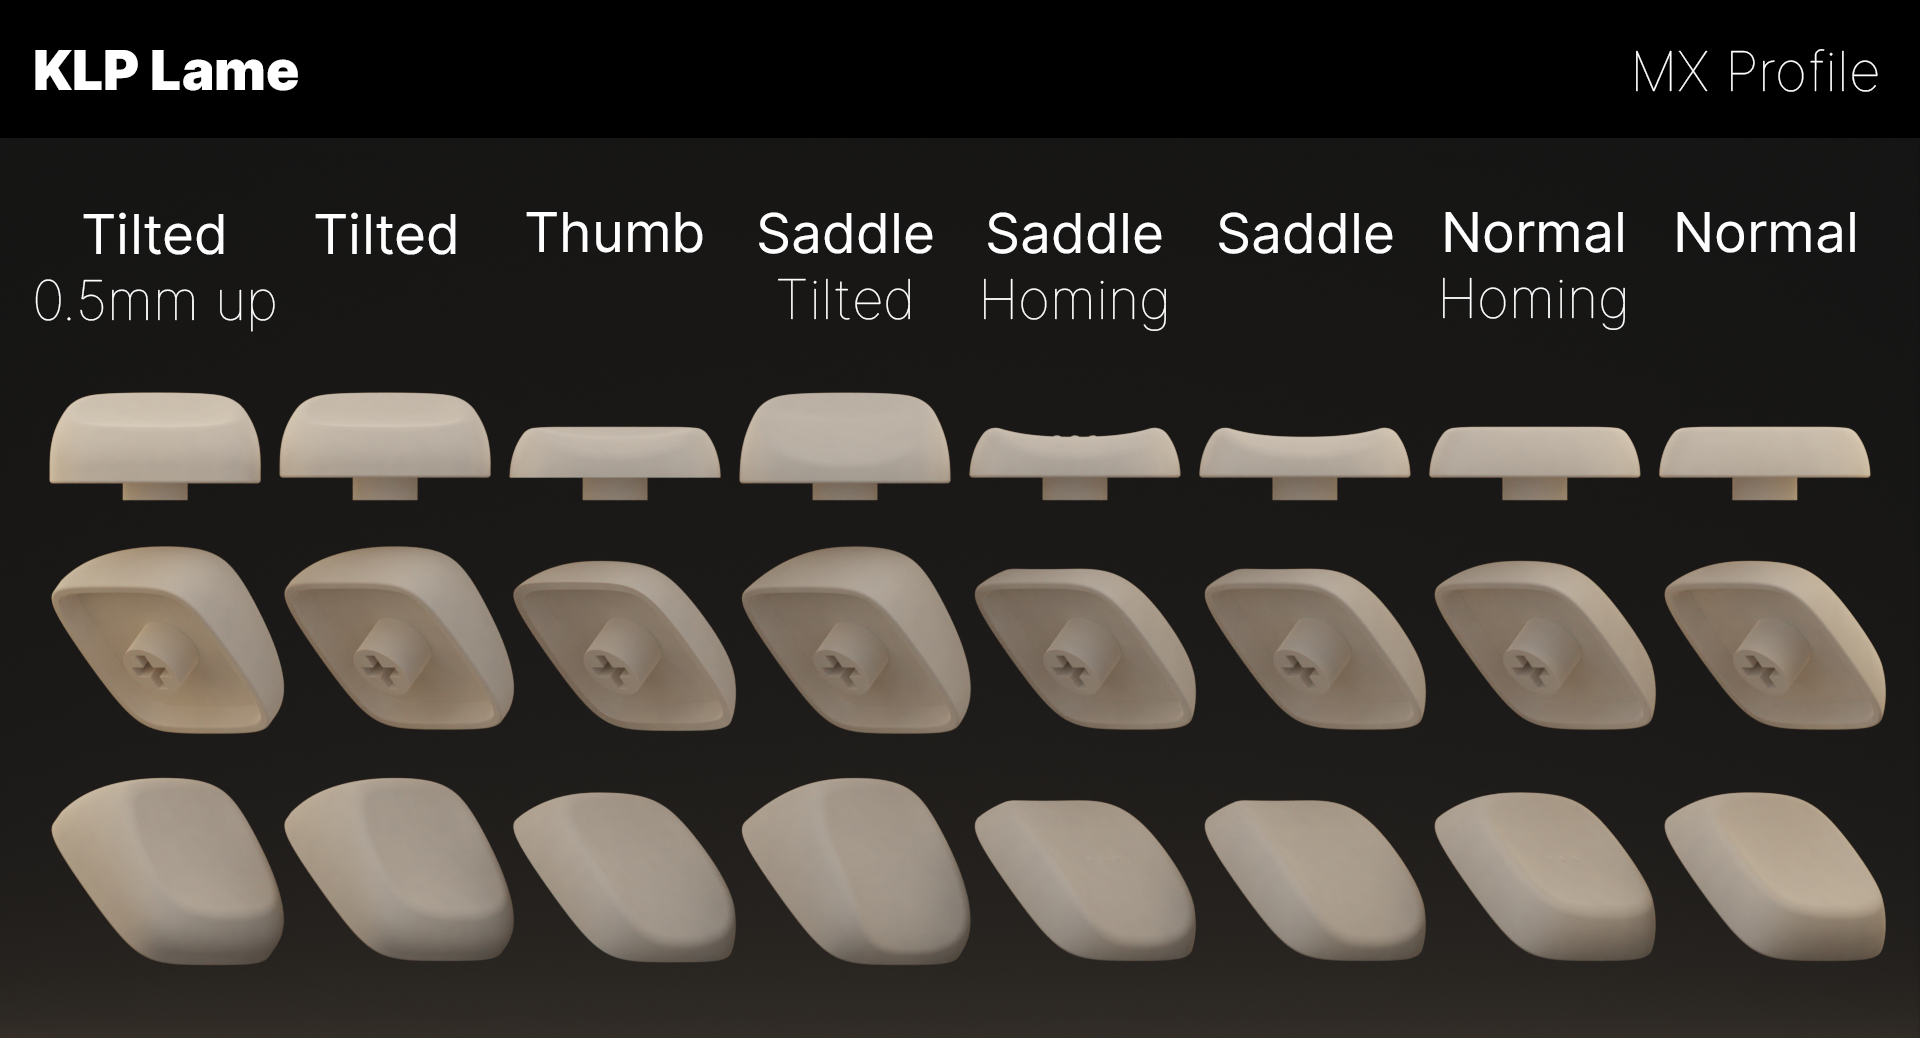 KLP Lame
MX Profile
Tilted
0.5mm up
Tilted
Thumb
Saddle
Tilted
Saddle
Homing
Saddle
Normal
Homing
Normal